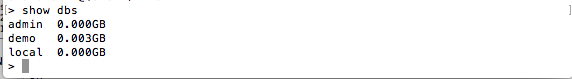 > show dbs
admin  0.000GB
demo   0.003GB
local  0.000GB
>